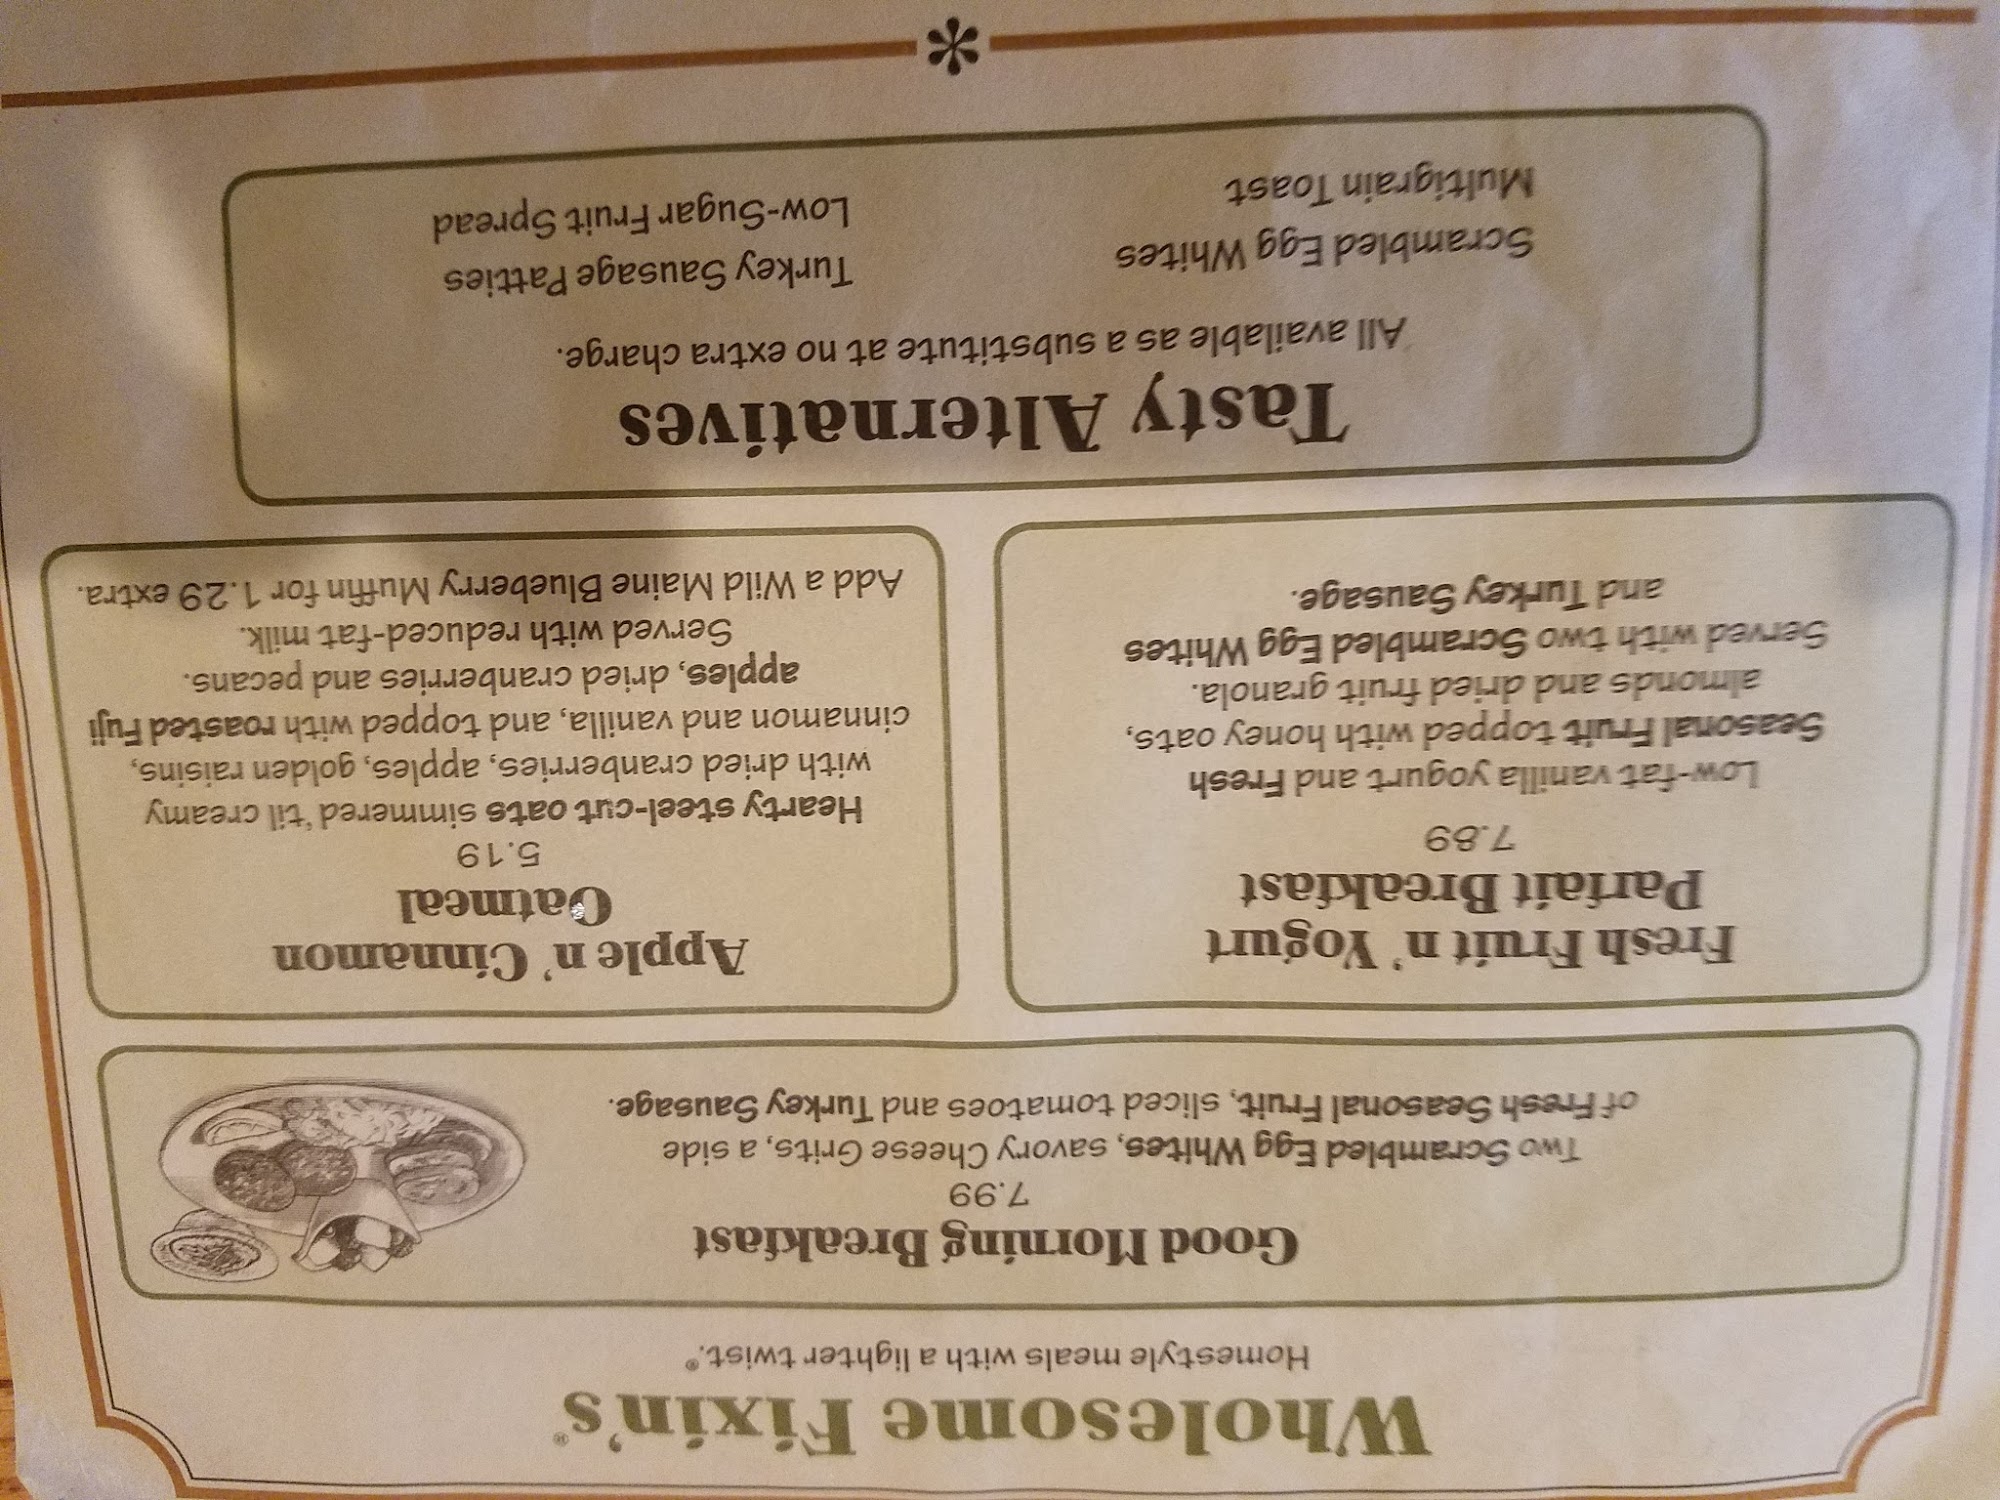 Wholesome Fixin's®
Homestyle meals with a lighter twist.®
Good Morning Breakfast
7.99
Two Scrambled Egg Whites, savory Cheese Grits, a side
of Fresh Seasonal Fruit, sliced tomatoes and Turkey Sausage.
Fresh Fruit n' Yogurt
Parfait Breakfast
7.89
Low-fat vanilla yogurt and Fresh
Seasonal Fruit topped with honey oats,
almonds and dried fruit granola.
Served with two Scrambled Egg Whites
and Turkey Sausage.
Apple n' Cinnamon
Oatmeal
5.19
Hearty steel-cut oats simmered 'til creamy
with dried cranberries, apples, golden raisins,
cinnamon and vanilla, and topped with roasted Fuji
apples, dried cranberries and pecans.
Served with reduced-fat milk.
Add a Wild Maine Blueberry Muffin for 1.29 extra.
Tasty Alternatives
All available as a substitute at no extra charge.
Scrambled Egg Whites
Multigrain Toast
Turkey Sausage Patties
Low-Sugar Fruit Spread